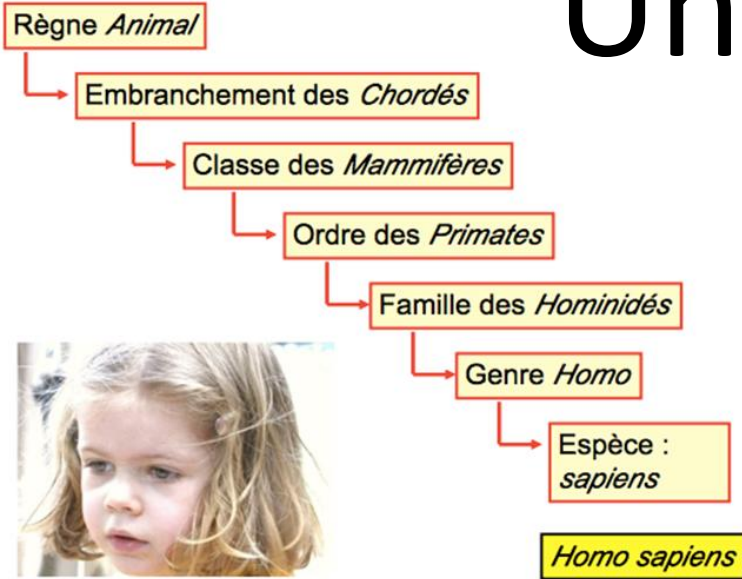 Un
Règne Animal
Embranchement des Chordés
Classe des Mammifères
Ordre des Primates
Famille des Hominidés
Genre Homo
Espèce :
sapiens
Homo sapiens